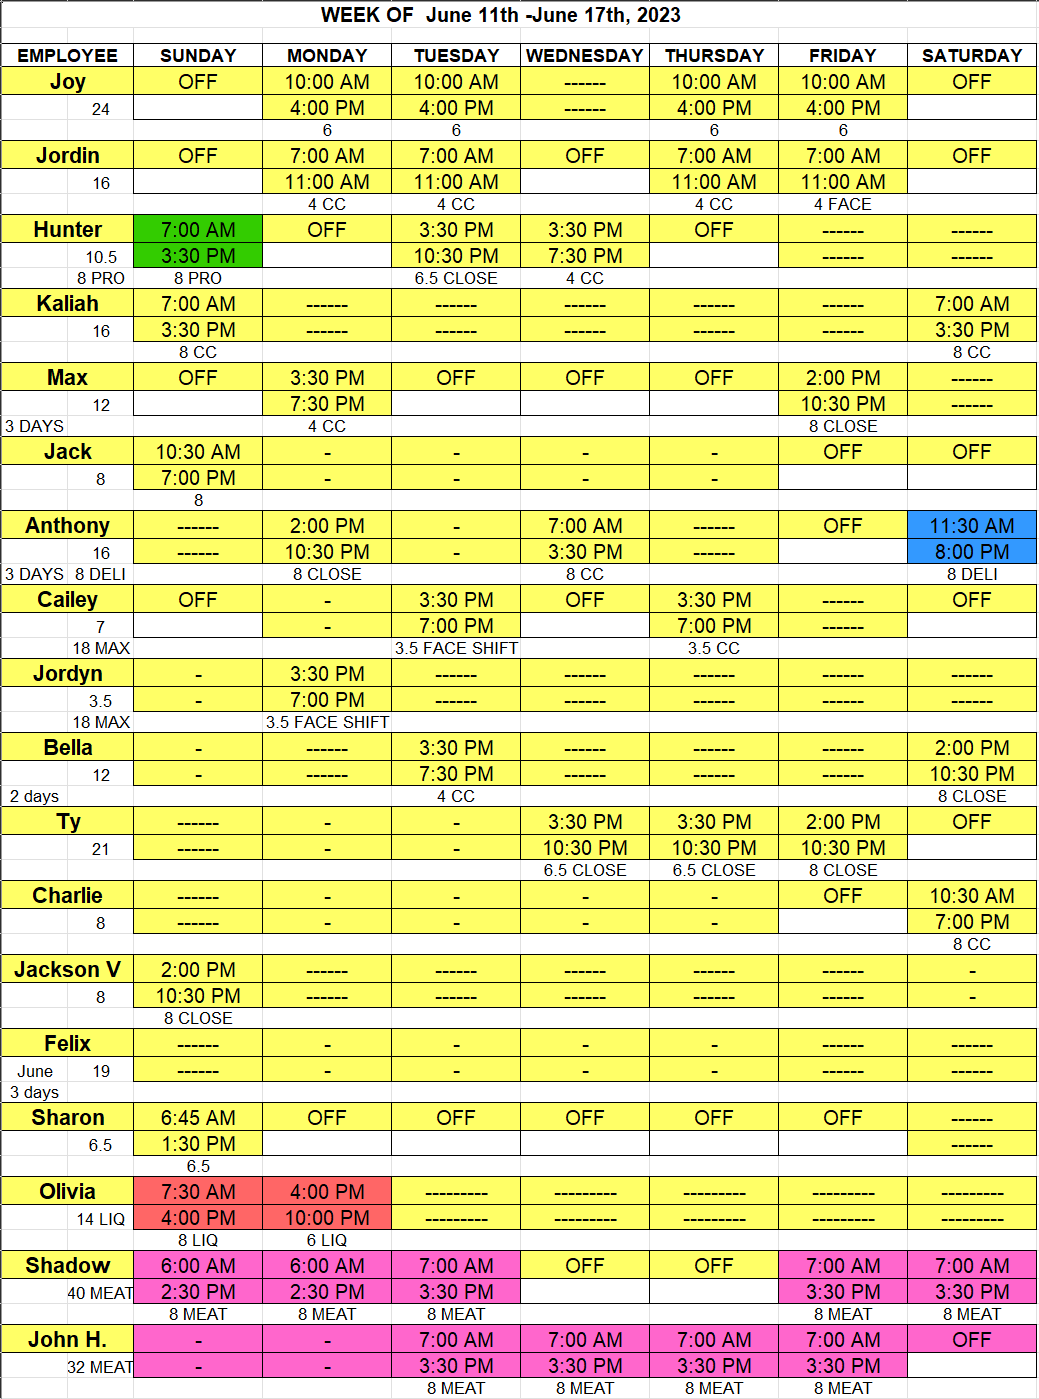 WEEK OF June 11th -June 17th, 2023
EMPLOYEE SUNDAY MONDAY TUESDAY WEDNESDAY THURSDAY FRIDAY SATURDAY
Joy OFF 10:00 AM 10:00 AM ------ 10:00 AM 10:00 AM OFF
24 4:00 PM 4:00 PM ------ 4:00 PM 4:00 PM
6 6 6 6
Jordin OFF 7:00 AM 7:00 AM OFF 7:00 AM 7:00 AM OFF
16 11:00 AM 11:00 AM 11:00 AM 11:00 AM
4 CC 4 CC 4 CC 4 FACE
Hunter 7:00 AM OFF 3:30 PM 3:30 PM OFF ------ ------
10.5 3:30 PM 10:30 PM 7:30 PM ------ ------
8 PRO 8 PRO 6.5 CLOSE 4 CC
Kaliah 7:00 AM ------ ------ ------ ------ ------ 7:00 AM
16 3:30 PM ------ ------ ------ ------ ------ 3:30 PM
8 CC 8 CC
Max OFF 3:30 PM OFF OFF OFF 2:00 PM ------
12 7:30 PM 10:30 PM ------
3 DAYS 4 CC 8 CLOSE
Jack 10:30 AM - - - - OFF OFF
8 7:00 PM - - - -
8
Anthony ------ 2:00 PM - 7:00 AM ------ OFF 11:30 AM
16 ------ 10:30 PM - 3:30 PM ------ 8:00 PM
3 DAYS 8 DELI 8 CLOSE 8 CC 8 DELI
Cailey OFF - 3:30 PM OFF 3:30 PM ------ OFF
7 - 7:00 PM 7:00 PM ------
18 MAX 3.5 FACE SHIFT 3.5 CC
Jordyn - 3:30 PM ------ ------ ------ ------ ------
3.5 - 7:00 PM ------ ------ ------ ------ ------
18 MAX 3.5 FACE SHIFT
Bella - ------ 3:30 PM ------ ------ ------ 2:00 PM
12 - ------ 7:30 PM ------ ------ ------ 10:30 PM
2 days 4 CC 8 CLOSE
Ty ------ - - 3:30 PM 3:30 PM 2:00 PM OFF
21 ------ - - 10:30 PM 10:30 PM 10:30 PM
6.5 CLOSE 6.5 CLOSE 8 CLOSE
Charlie ------ - - - - OFF 10:30 AM
8 ------ - - - - 7:00 PM
8 CC
Jackson V 2:00 PM ------ ------ ------ ------ ------ -
8 10:30 PM ------ ------ ------ ------ ------ -
8 CLOSE
Felix ------ - - - - ------ ------
June 19 ------ - - - - ------ ------
3 days
Sharon 6:45 AM OFF OFF OFF OFF OFF ------
6.5 1:30 PM ------
6.5
Olivia 7:30 AM 4:00 PM --------- --------- --------- --------- ---------
14 LIQ 4:00 PM 10:00 PM --------- --------- --------- --------- ---------
8 LIQ 6 LIQ
Shadow 6:00 AM 6:00 AM 7:00 AM OFF OFF 7:00 AM 7:00 AM
40 MEAT 2:30 PM 2:30 PM 3:30 PM 3:30 PM 3:30 PM
8 MEAT 8 MEAT 8 MEAT 8 MEAT 8 MEAT
John H. - - 7:00 AM 7:00 AM 7:00 AM 7:00 AM OFF
32 MEAT - - 3:30 PM 3:30 PM 3:30 PM 3:30 PM
8 MEAT 8 MEAT 8 MEAT 8 MEAT